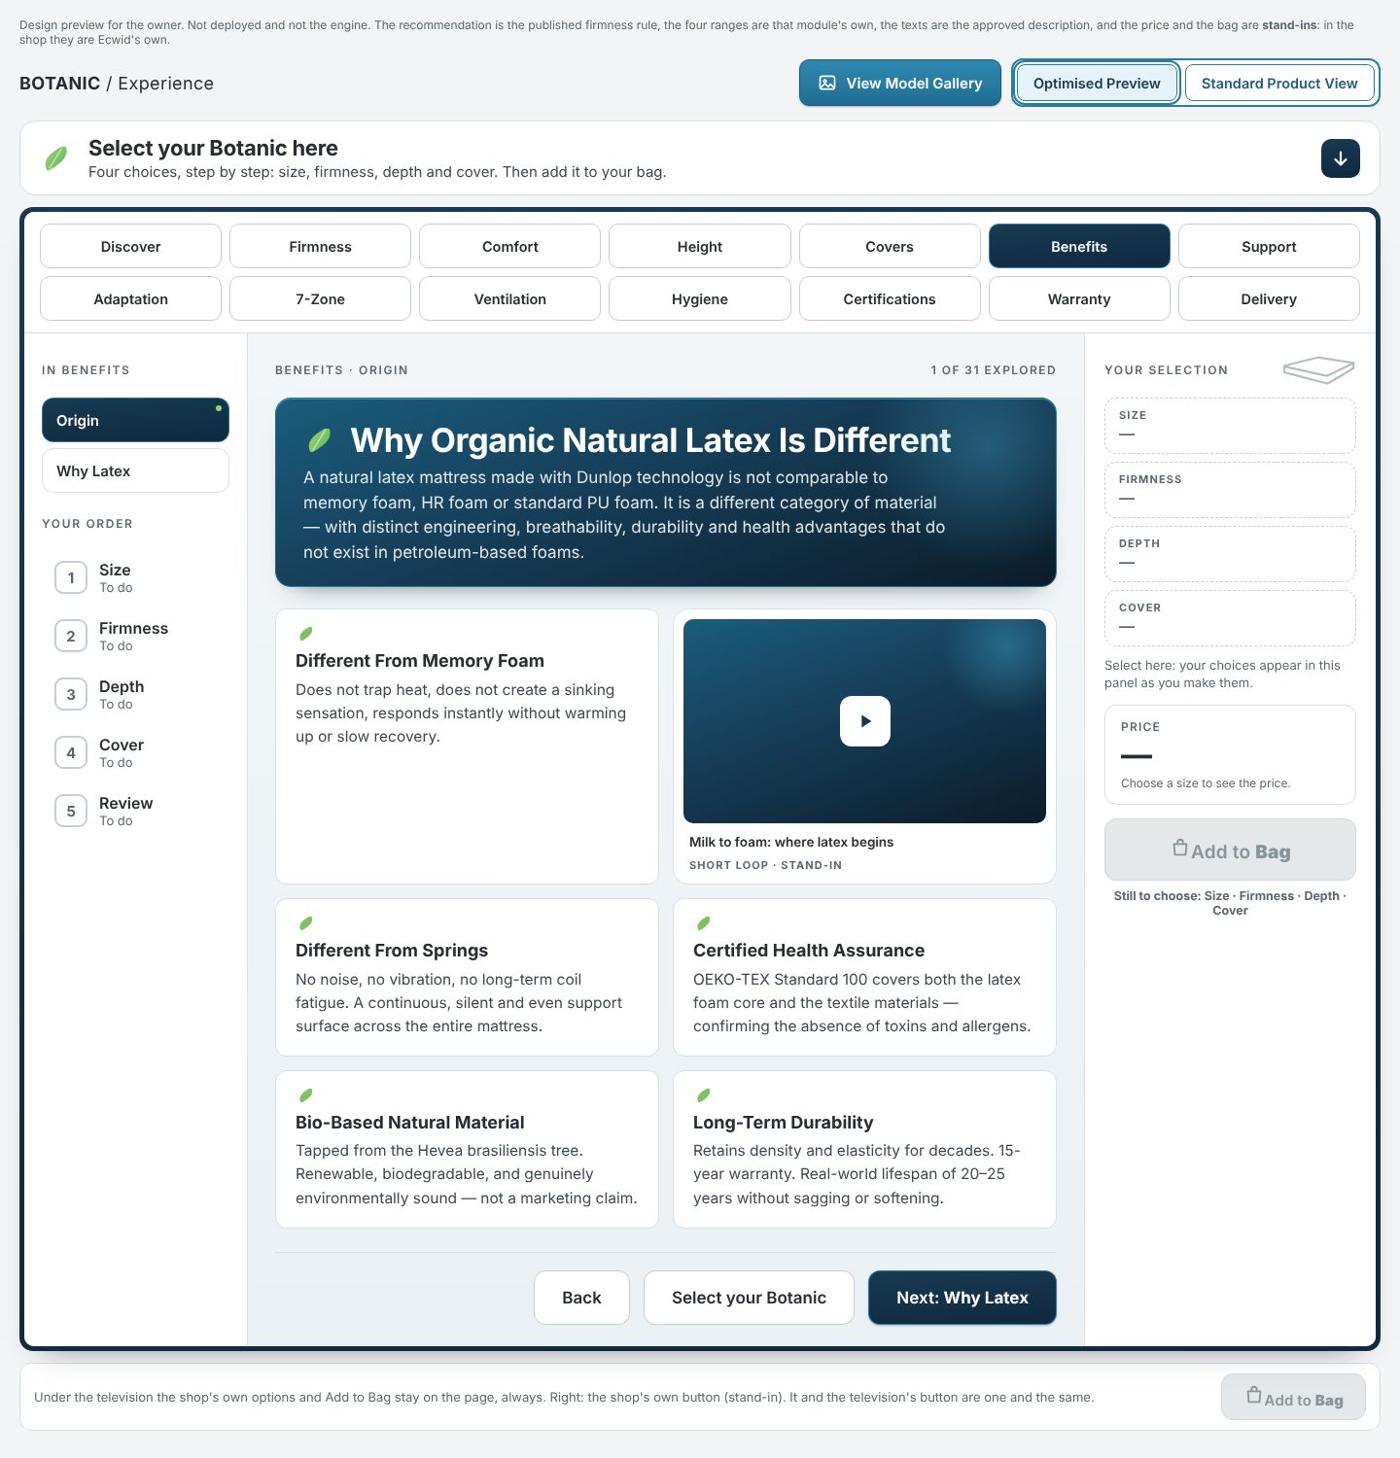 Design preview for the owner. Not deployed and not the engine. The recommendation is the published firmness rule, the four ranges are that module's own, the texts are the approved description, and the price and the bag are stand-ins: in the
shop they are Ecwid's own.
BOTANIC / Experience
View Model Gallery
Optimised Preview
Standard Product View
Select your Botanic here
Four choices, step by step: size, firmness, depth and cover. Then add it to your bag.
Discover
Firmness
Comfort
Height
Covers
Benefits
Support
Adaptation
7-Zone
Ventilation
Hygiene
Certifications
Warranty
Delivery
IN BENEFITS
Origin
Why Latex
YOUR ORDER
1
Size
To do
2
Firmness
To do
3
Depth
To do
4
Cover
To do
5
Review
To do
BENEFITS · ORIGIN
1 OF 31 EXPLORED
Why Organic Natural Latex Is Different
A natural latex mattress made with Dunlop technology is not comparable to
memory foam, HR foam or standard PU foam. It is a different category of material
— with distinct engineering, breathability, durability and health advantages that do
not exist in petroleum-based foams.
Different From Memory Foam
Does not trap heat, does not create a sinking
sensation, responds instantly without warming
up or slow recovery.
Milk to foam: where latex begins
SHORT LOOP · STAND-IN
Different From Springs
No noise, no vibration, no long-term coil
fatigue. A continuous, silent and even support
surface across the entire mattress.
Certified Health Assurance
OEKO-TEX Standard 100 covers both the latex
foam core and the textile materials —
confirming the absence of toxins and allergens.
Bio-Based Natural Material
Tapped from the Hevea brasiliensis tree.
Renewable, biodegradable, and genuinely
environmentally sound — not a marketing claim.
Long-Term Durability
Retains density and elasticity for decades. 15-
year warranty. Real-world lifespan of 20–25
years without sagging or softening.
Back
Select your Botanic
Next: Why Latex
YOUR SELECTION
SIZE
—
FIRMNESS
—
DEPTH
—
COVER
—
Select here: your choices appear in this
panel as you make them.
PRICE
—
Choose a size to see the price.
Add to Bag
Still to choose: Size · Firmness · Depth ·
Cover
Under the television the shop's own options and Add to Bag stay on the page, always. Right: the shop's own button (stand-in). It and the television's button are one and the same.
Add to Bag